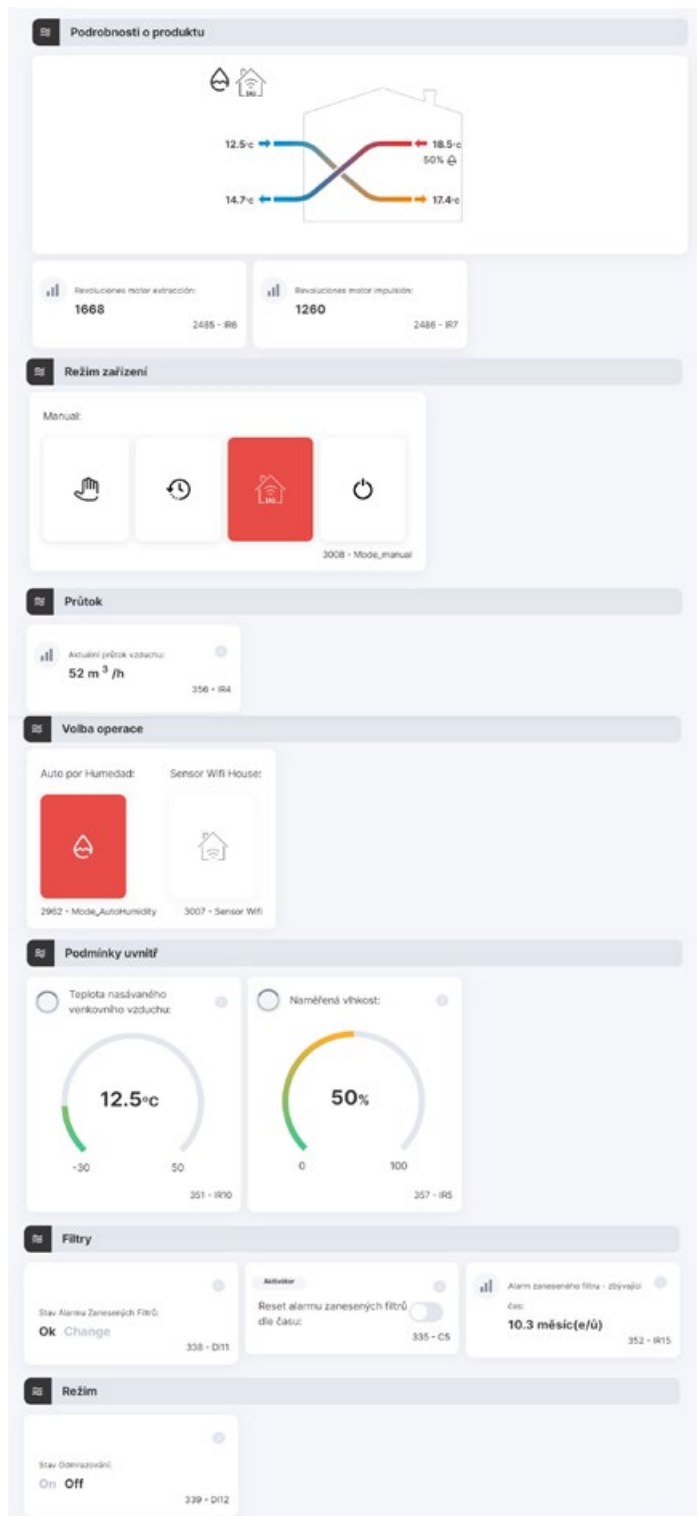 Podrobnosti o produktu
12.5°c
18.5°c
50%
14.7°c
17.4°c
Revoluciones motor extracción:
1668
2485 - IR6
Revoluciones motor impulsión:
1260
2486 - IR7
Režim zařízení
Manual:
3008 - Mode_manual
Průtok
Aktuální průtok vzduchu:
52 m ³ /h
356 - IR4
Volba operace
Auto por Humedad:
Sensor Wifi House:
2962 - Mode_AutoHumidity
3007 - Sensor Wifi
Podmínky uvnitř
Teplota nasávaného
venkovního vzduchu:
12.5°c
-30
50
351 - IR10
Naměřená vlhkost:
50%
0
100
357 - IR5
Filtry
Stav Alarmu Zanesených Filtrů:
Ok Change
338 - DI11
Aktivátor
Reset alarmu zanesených filtrů
dle času:
335 - C5
Alarm zaneseného filtru - zbývající
čas:
10.3 měsíc(e/ů)
352 - IR15
Režim
Stav Odmrazování:
On Off
339 - DI12